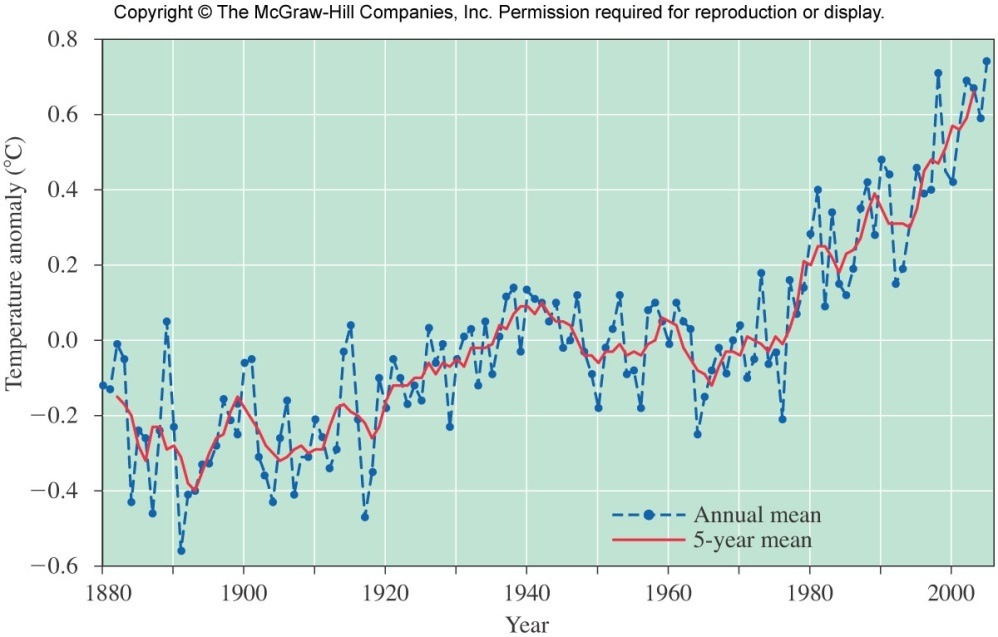 Copyright © The McGraw-Hill Companies, Inc. Permission required for reproduction or display.
0.8
0.6
0.4
0.2
0.0
−0.2
−0.4
−0.6
Temperature anomaly (°C)
Annual mean
5-year mean
1880 1900 1920 1940 1960 1980 2000
Year